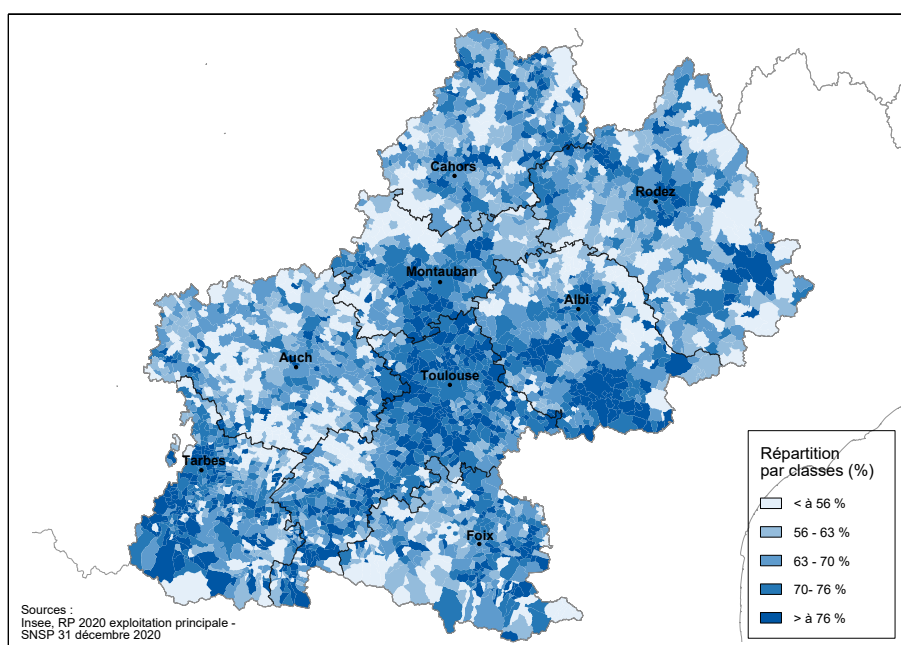 Cahors
Rodez
Montauban
Albi
Auch
Toulouse
Tarbes
Foix
Répartition
par classes (%)
< à 56 %
56 - 63 %
63 - 70 %
70- 76 %
> à 76 %
Sources :
Insee, RP 2020 exploitation principale -
SNSP 31 décembre 2020